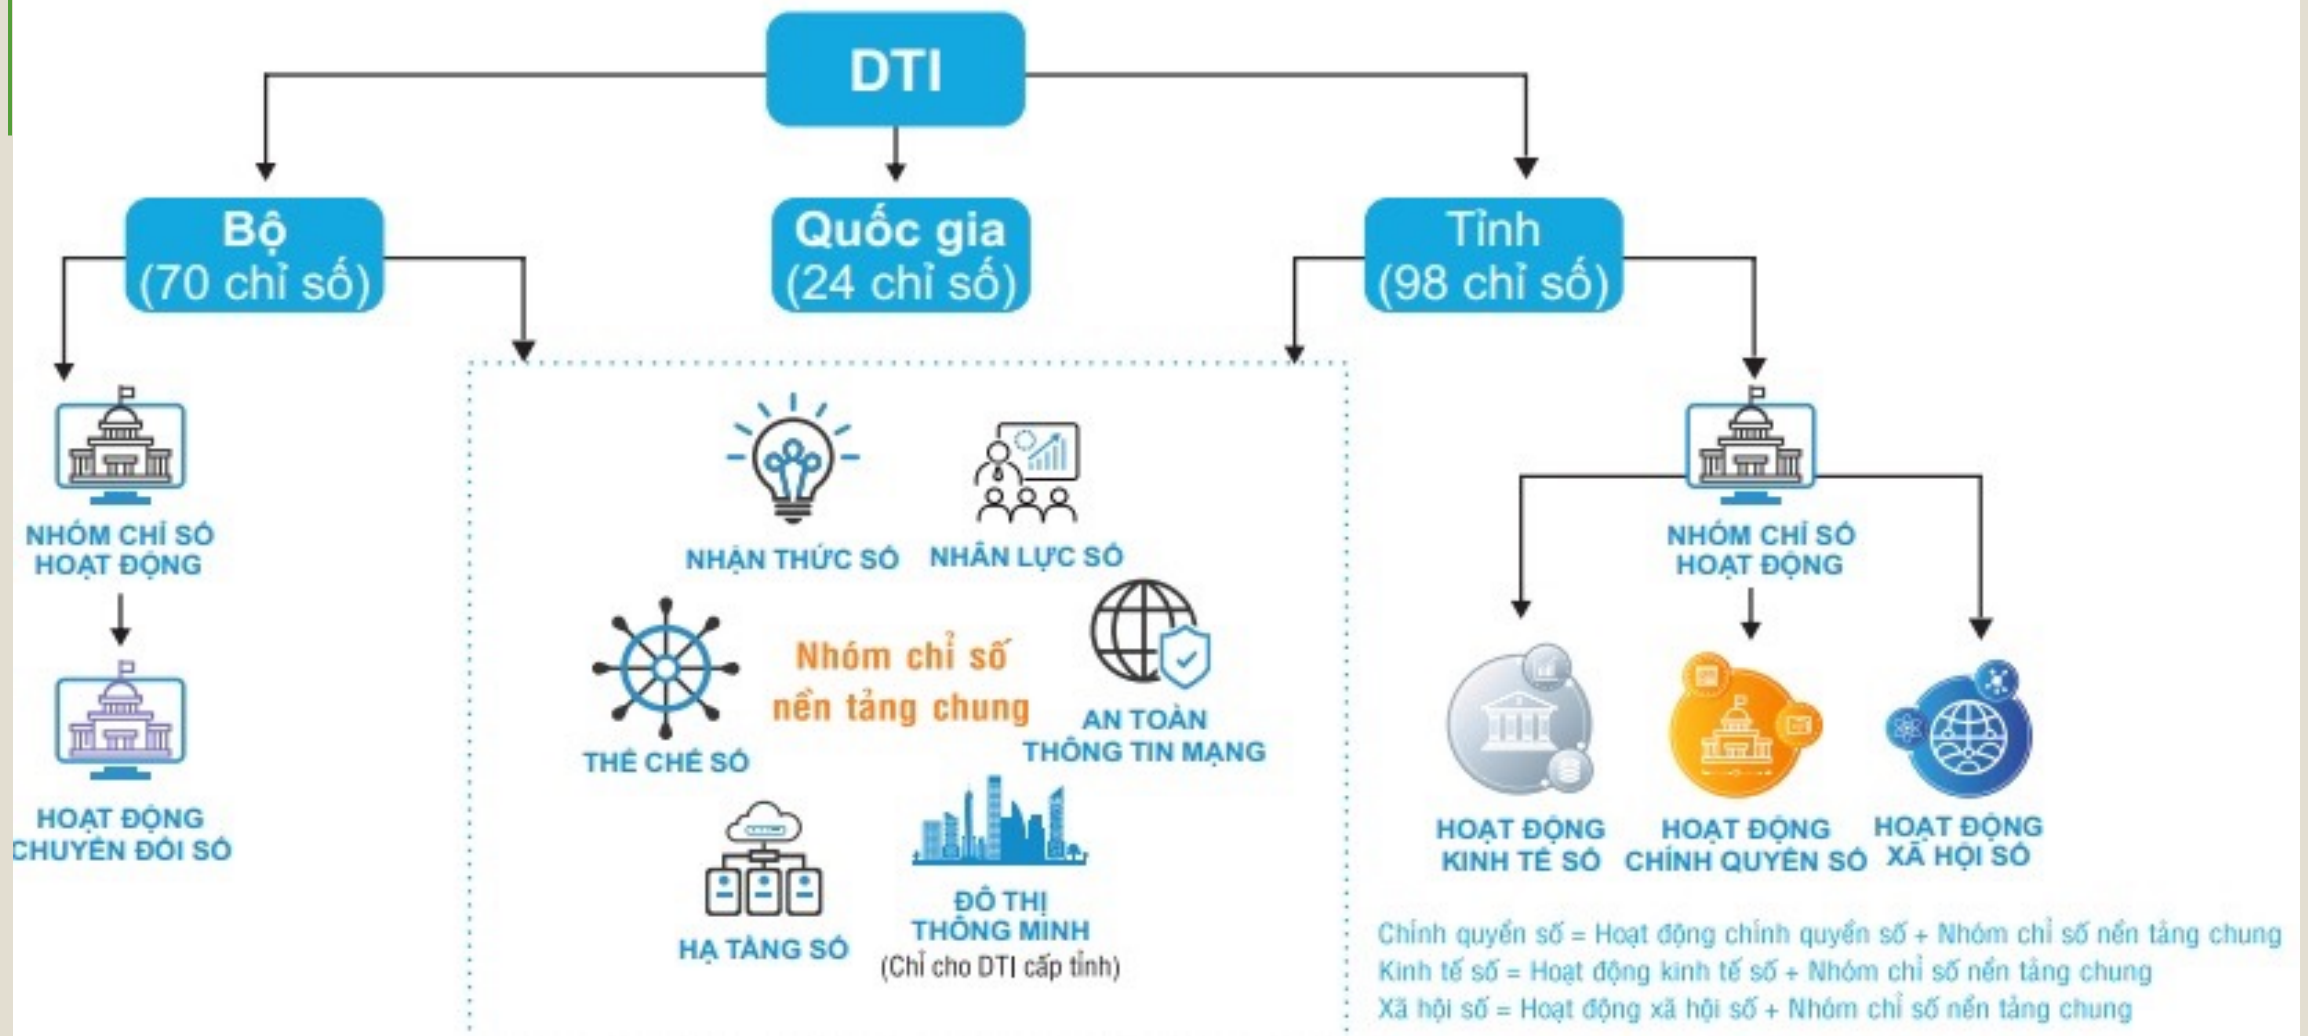 DTI
Bộ
(70 chỉ số)
Quốc gia
(24 chỉ số)
Tỉnh
(98 chỉ số)
NHÓM CHỈ SỐ
HOẠT ĐỘNG
HOẠT ĐỘNG
CHUYỂN ĐỔI SỐ
NHẬN THỨC SỐ
NHÂN LỰC SỐ
Nhóm chỉ số
nền tảng chung
THỂ CHẾ SỐ
AN TOÀN
THÔNG TIN MẠNG
HẠ TẦNG SỐ
ĐÔ THỊ
THÔNG MINH
(Chỉ cho DTI cấp tỉnh)
NHÓM CHỈ SỐ
HOẠT ĐỘNG
HOẠT ĐỘNG
KINH TẾ SỐ
HOẠT ĐỘNG
CHÍNH QUYỀN SỐ
HOẠT ĐỘNG
XÃ HỘI SỐ
Chính quyền số = Hoạt động chính quyền số + Nhóm chỉ số nền tảng chung
Kinh tế số = Hoạt động kinh tế số + Nhóm chỉ số nền tảng chung
Xã hội số = Hoạt động xã hội số + Nhóm chỉ số nền tảng chung